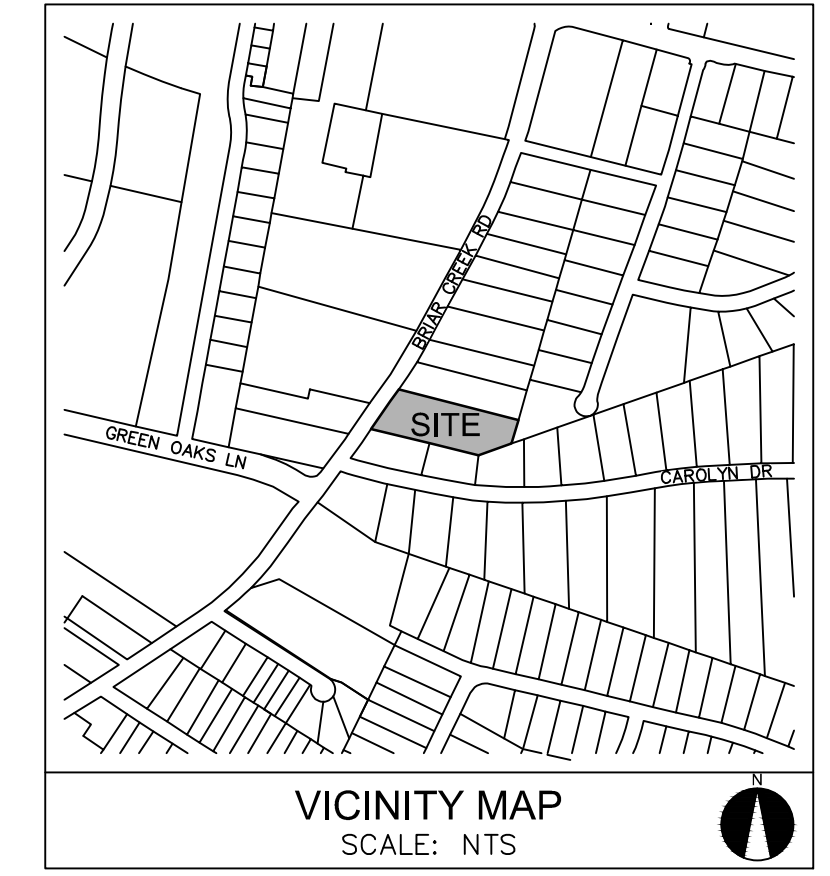 BRIAR CREEK RD
SITE
GREEN OAKS LN
CAROLYN DR
VICINITY MAP
SCALE: NTS
N